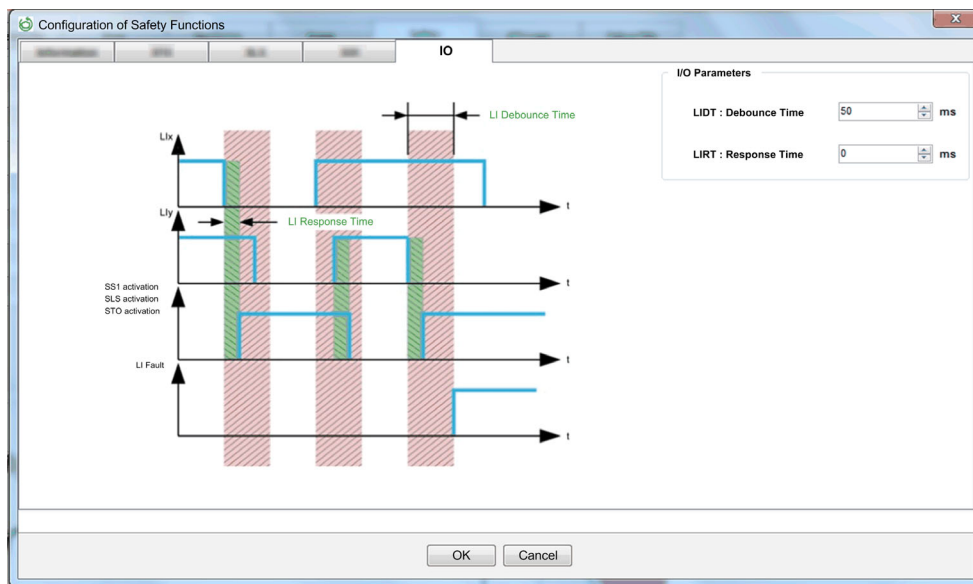 Configuration of Safety Functions
IO
I/O Parameters
LIDT : Debounce Time
50
ms
LIRT : Response Time
0
ms
LI Debounce Time
LIx
t
LIy
LI Response Time
t
SS1 activation
SLS activation
STO activation
t
LI Fault
t
OK
Cancel